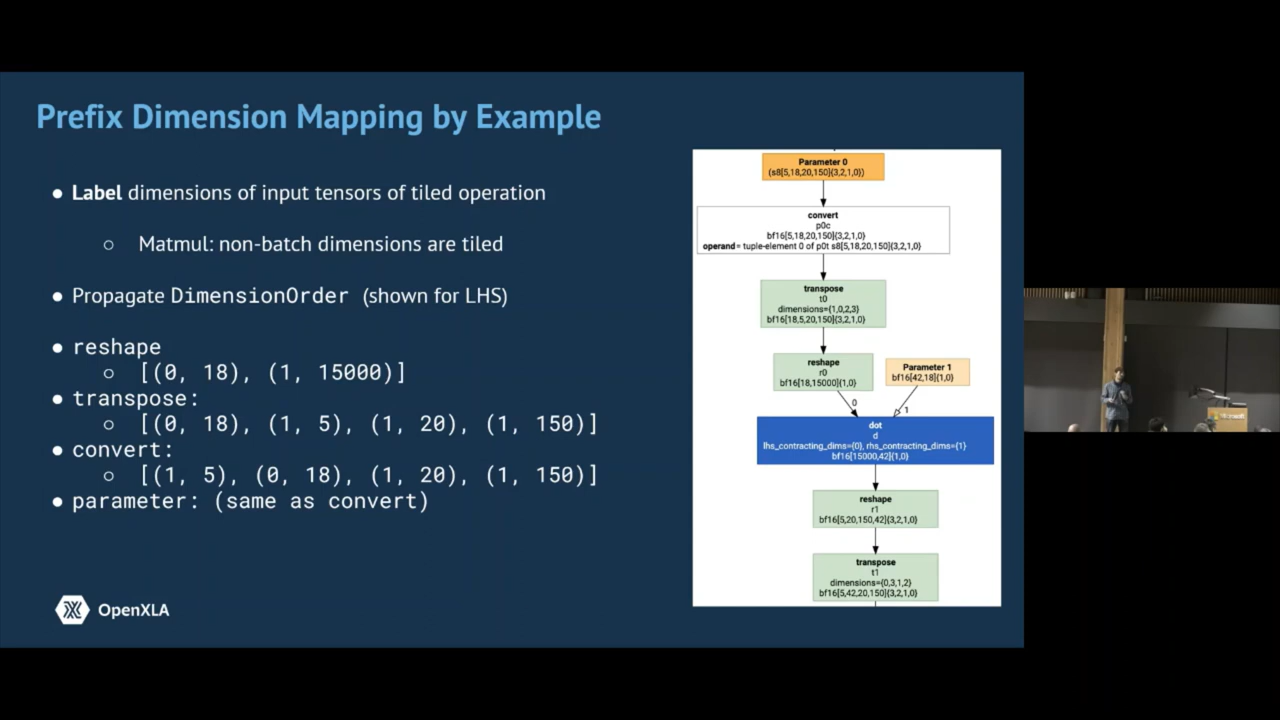 Prefix Dimension Mapping by Example
● Label dimensions of input tensors of tiled operation
○ Matmul: non-batch dimensions are tiled
● Propagate DimensionOrder (shown for LHS)
● reshape
○ [(0, 18), (1, 15000)]
● transpose:
○ [(0, 18), (1, 5), (1, 20), (1, 150)]
● convert:
○ [(1, 5), (0, 18), (1, 20), (1, 150)]
● parameter: (same as convert)
OpenXLA
Parameter 0
(s8[5,18,20,150]{3,2,1,0})
convert
p0c
bf16[5,18,20,150]{3,2,1,0}
operand= tuple-element 0 of p0t s8[5,18,20,150]{3,2,1,0}
transpose
t0
dimensions={1,0,2,3}
bf16[18,5,20,150]{3,2,1,0}
reshape
r0
bf16[18,15000]{1,0}
Parameter 1
bf16[42,18]{1,0}
0
1
dot
d
lhs_contracting_dims={0}, rhs_contracting_dims={1}
bf16[15000,42]{1,0}
reshape
r1
bf16[5,20,150,42]{3,2,1,0}
transpose
t1
dimensions={0,3,1,2}
bf16[5,42,20,150]{3,2,1,0}
Microsoft